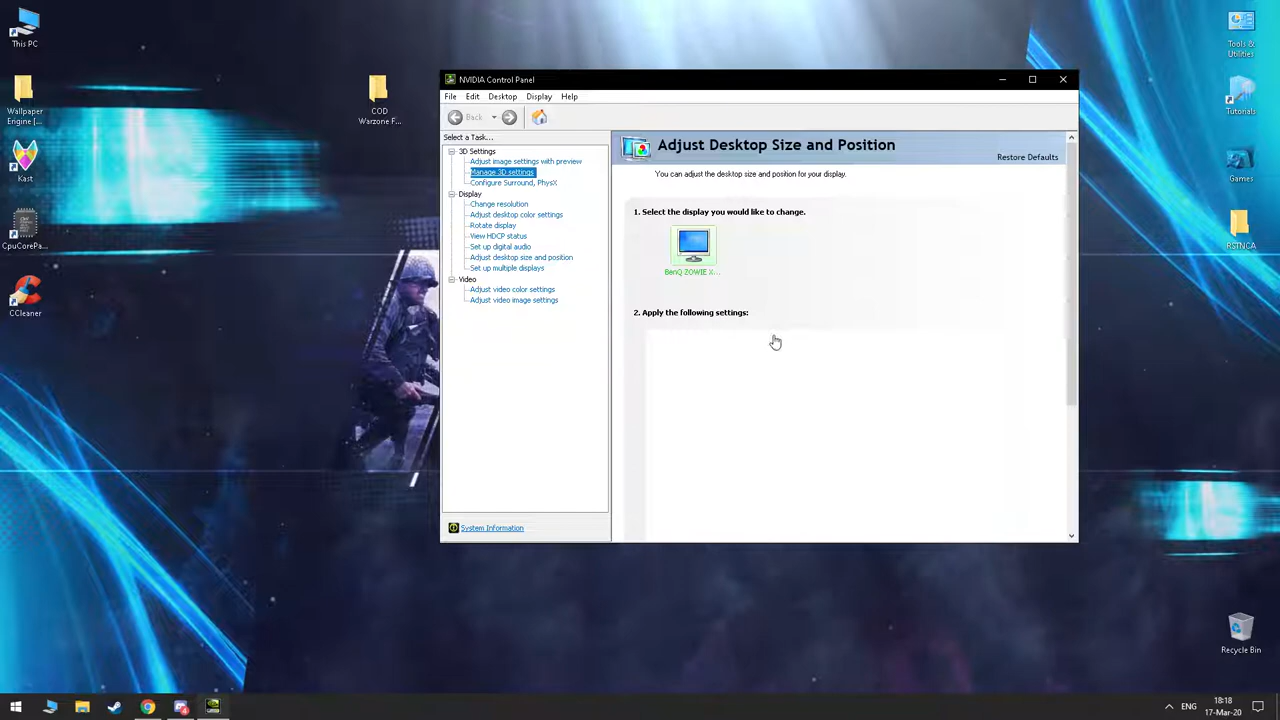 This PC
Wallpaper
Engine |...
Kast
CpuCorePa...
CCleaner
COD
Warzone F...
NVIDIA Control Panel
File Edit Desktop Display Help
Back
Select a Task...
3D Settings
Adjust image settings with preview
Manage 3D settings
Configure Surround, PhysX
Display
Change resolution
Adjust desktop color settings
Rotate display
View HDCP status
Set up digital audio
Adjust desktop size and position
Set up multiple displays
Video
Adjust video color settings
Adjust video image settings
System Information
Adjust Desktop Size and Position
Restore Defaults
You can adjust the desktop size and position for your display.
1. Select the display you would like to change.
BenQ ZOWIE X...
2. Apply the following settings:
Tools &
Utilities
Tutorials
Games
RSTNCA
Recycle Bin
ENG
18:18
17-Mar-20